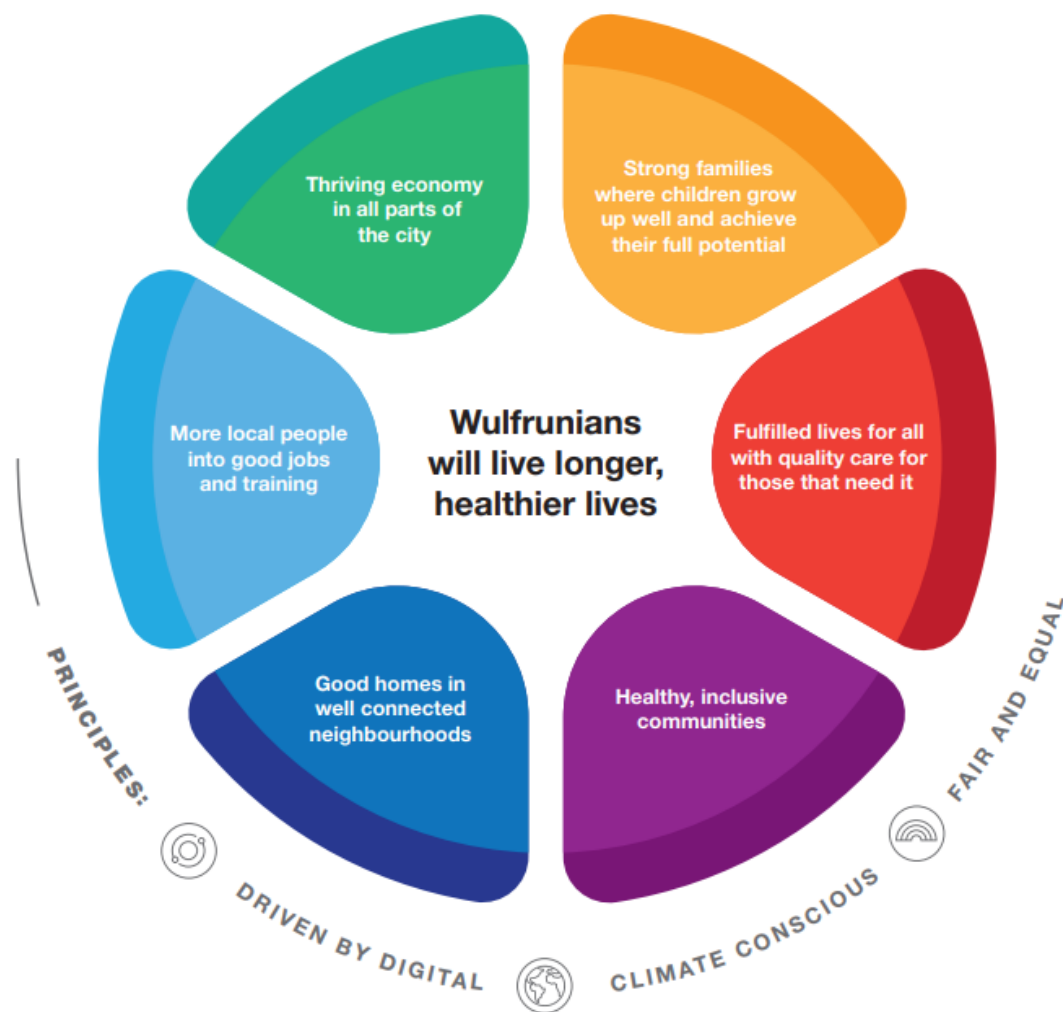 Thriving economy
in all parts of
the city
Strong families
where children grow
up well and achieve
their full potential
More local people
into good jobs
and training
Wulfrunians
will live longer,
healthier lives
Fulfilled lives for all
with quality care for
those that need it
Good homes in
well connected
neighbourhoods
Healthy, inclusive
communities
PRINCIPLES:
DRIVEN BY DIGITAL
CLIMATE CONSCIOUS
FAIR AND EQUAL